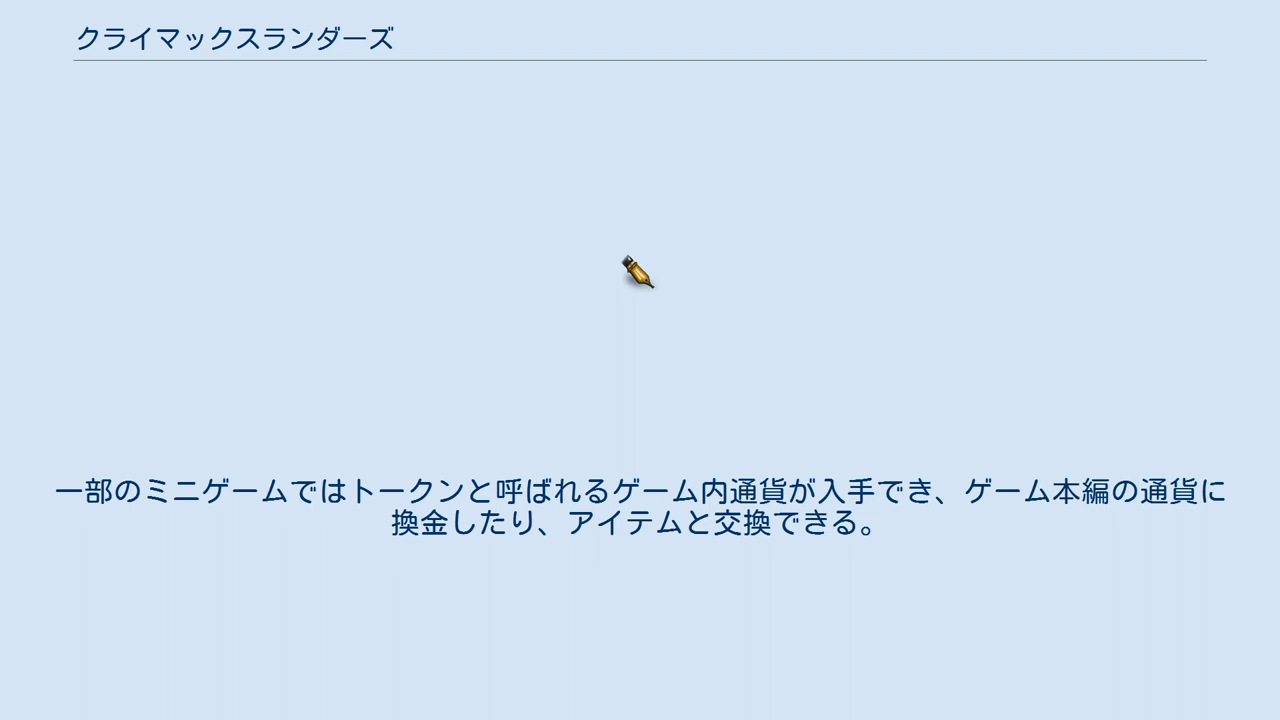 クライマックスランダーズ
一部のミニゲームではトークンと呼ばれるゲーム内通貨が入手でき、ゲーム本編の通貨に
換金したり、アイテムと交換できる。